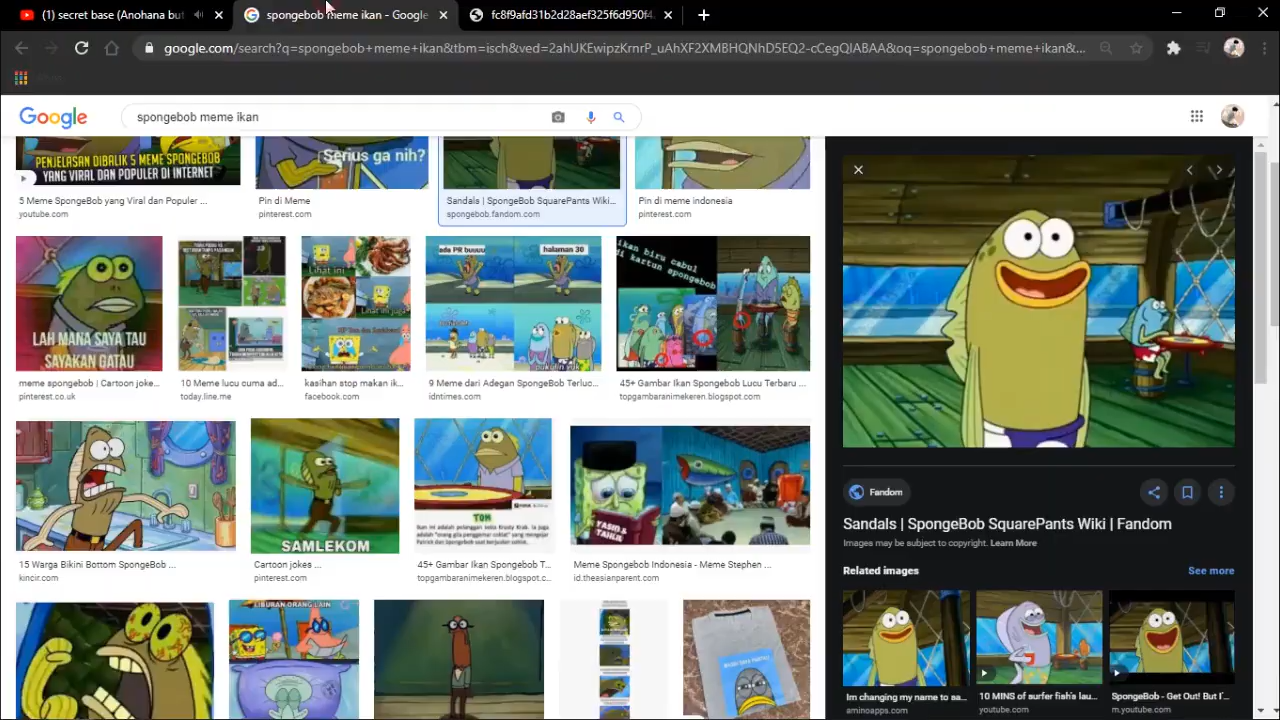 (1) secret base (Anohana but
spongebob meme ikan - Google
fc8f9afd31b2d28aef325f6d950f4
google.com/search?q=spongebob+meme+ikan&tbm=isch&ved=2ahUKEwipzKrnrP_uAhXF2XMBHQNhD5EQ2-cCegQIABAA&oq=spongebob+meme+ikan&...
Google
spongebob meme ikan
PENJELASAN DIBALIK 5 MEME SPONGEBOB
YANG VIRAL DAN POPULER DI INTERNET
Serius ga nih?
5 Meme SpongeBob yang Viral dan Populer ...
youtube.com
Pin di Meme
pinterest.com
Sandals | SpongeBob SquarePants Wiki...
spongebob.fandom.com
Pin di meme indonesia
pinterest.com
LAH MANA SAYA TAU
SAYAKAN GATAU
Lihat ini
Lihat ini juga
ada PR buuuu
halaman 30
ikan biru cabul
di kartun spongebob
meme spongebob | Cartoon joke...
pinterest.co.uk
10 Meme lucu cuma ad...
today.line.me
kasihan stop makan ik...
facebook.com
9 Meme dari Adegan SpongeBob Terluc...
idntimes.com
45+ Gambar Ikan Spongebob Lucu Terbaru ...
topgambaranimekeren.blogspot.com
SAMLEKOM
TOM
YASIN &
TAHLIL
15 Warga Bikini Bottom SpongeBob ...
kincir.com
Cartoon jokes ...
pinterest.com
45+ Gambar Ikan Spongebob T...
topgambaranimekeren.blogspot.c...
Meme Spongebob Indonesia - Meme Stephen ...
id.theasianparent.com
LIBURAN ORANG LAIN
Fandom
Sandals | SpongeBob SquarePants Wiki | Fandom
Images may be subject to copyright. Learn More
Related images
See more
Im changing my name to sa...
aminoapps.com
10 MINS of surfer fish's lau...
youtube.com
SpongeBob - Get Out! But I'...
m.youtube.com